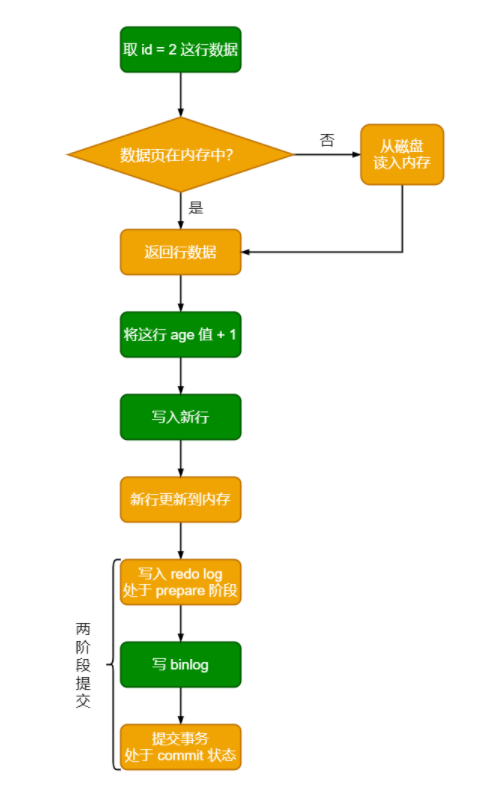 取 id = 2 这行数据
数据页在内存中?
否
从磁盘
读入内存
是
返回行数据
将这行 age 值 + 1
写入新行
新行更新到内存
写入 redo log
处于 prepare 阶段
两
阶
段
提
交
写 binlog
提交事务
处于 commit 状态